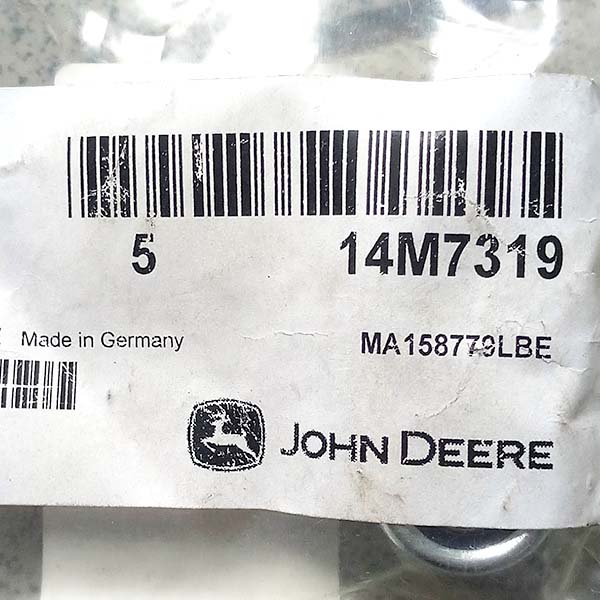 5 14M7319
Made in Germany MA158779LBE
JOHN DEERE